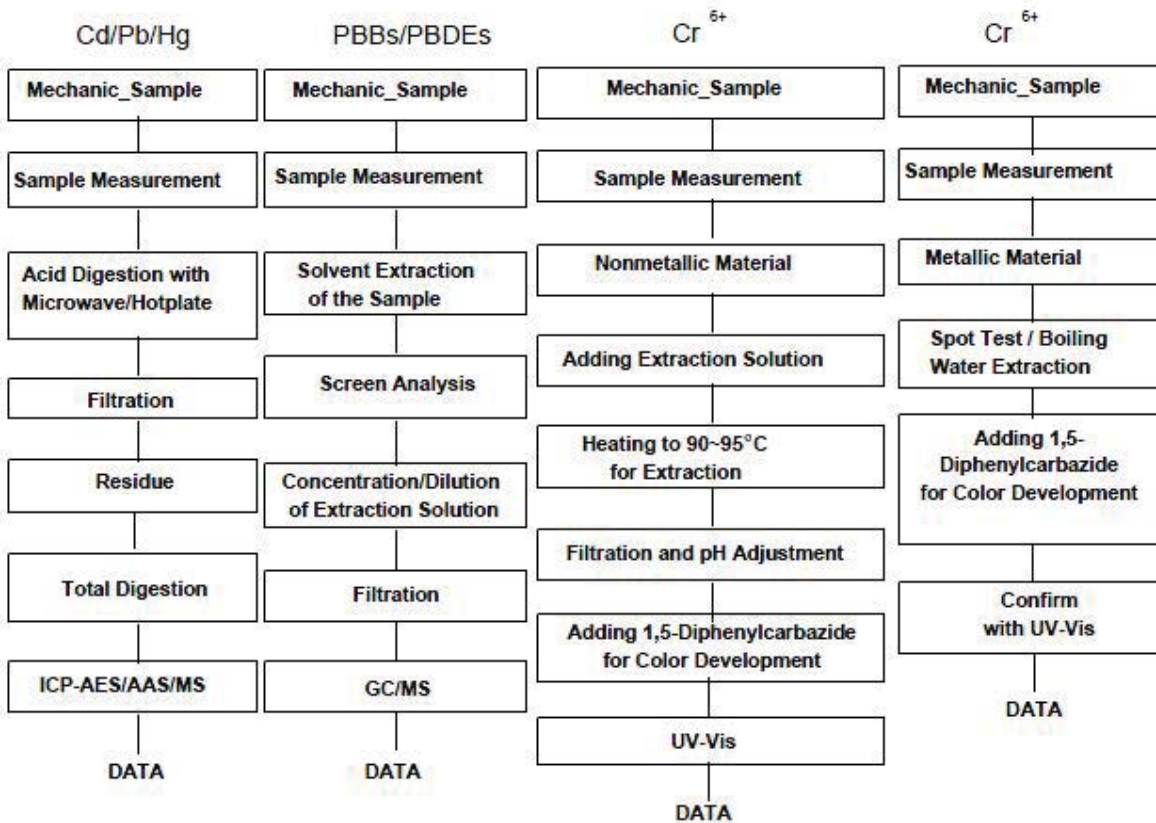 Cd/Pb/Hg
Mechanic_Sample
Sample Measurement
Acid Digestion with
Microwave/Hotplate
Filtration
Residue
Total Digestion
ICP-AES/AAS/MS
DATA
PBBs/PBDEs
Mechanic_Sample
Sample Measurement
Solvent Extraction
of the Sample
Screen Analysis
Concentration/Dilution
of Extraction Solution
Filtration
GC/MS
DATA
Cr 6+
Mechanic_Sample
Sample Measurement
Nonmetallic Material
Adding Extraction Solution
Heating to 90~95°C
for Extraction
Filtration and pH Adjustment
Adding 1,5-Diphenylcarbazide
for Color Development
UV-Vis
DATA
Cr 6+
Mechanic_Sample
Sample Measurement
Metallic Material
Spot Test / Boiling
Water Extraction
Adding 1,5-
Diphenylcarbazide
for Color Development
Confirm
with UV-Vis
DATA